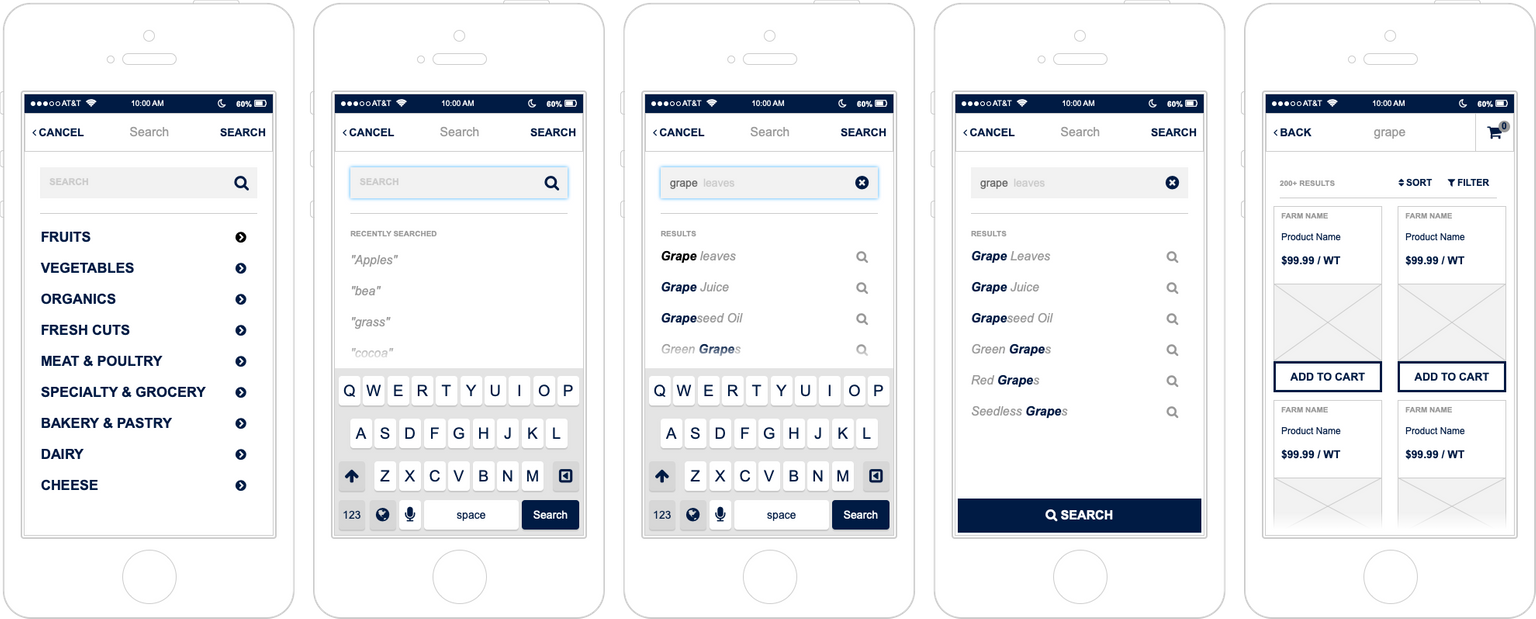 AT&T 10:00 AM 60%
CANCEL Search SEARCH
SEARCH
FRUITS
VEGETABLES
ORGANICS
FRESH CUTS
MEAT & POULTRY
SPECIALTY & GROCERY
BAKERY & PASTRY
DAIRY
CHEESE
AT&T 10:00 AM 60%
CANCEL Search SEARCH
SEARCH
RECENTLY SEARCHED
"Apples"
"bea"
"grass"
"cocoa"
Q W E R T Y U I O P
A S D F G H J K L
Z X C V B N M
123 space Search
AT&T 10:00 AM 60%
CANCEL Search SEARCH
grape leaves
RESULTS
Grape leaves
Grape Juice
Grapeseed Oil
Green Grapes
Q W E R T Y U I O P
A S D F G H J K L
Z X C V B N M
123 space Search
AT&T 10:00 AM 60%
CANCEL Search SEARCH
grape leaves
RESULTS
Grape Leaves
Grape Juice
Grapeseed Oil
Green Grapes
Red Grapes
Seedless Grapes
SEARCH
AT&T 10:00 AM 60%
BACK grape 0
200+ RESULTS SORT FILTER
FARM NAME FARM NAME
Product Name Product Name
$99.99 / WT $99.99 / WT
ADD TO CART ADD TO CART
FARM NAME FARM NAME
Product Name Product Name
$99.99 / WT $99.99 / WT